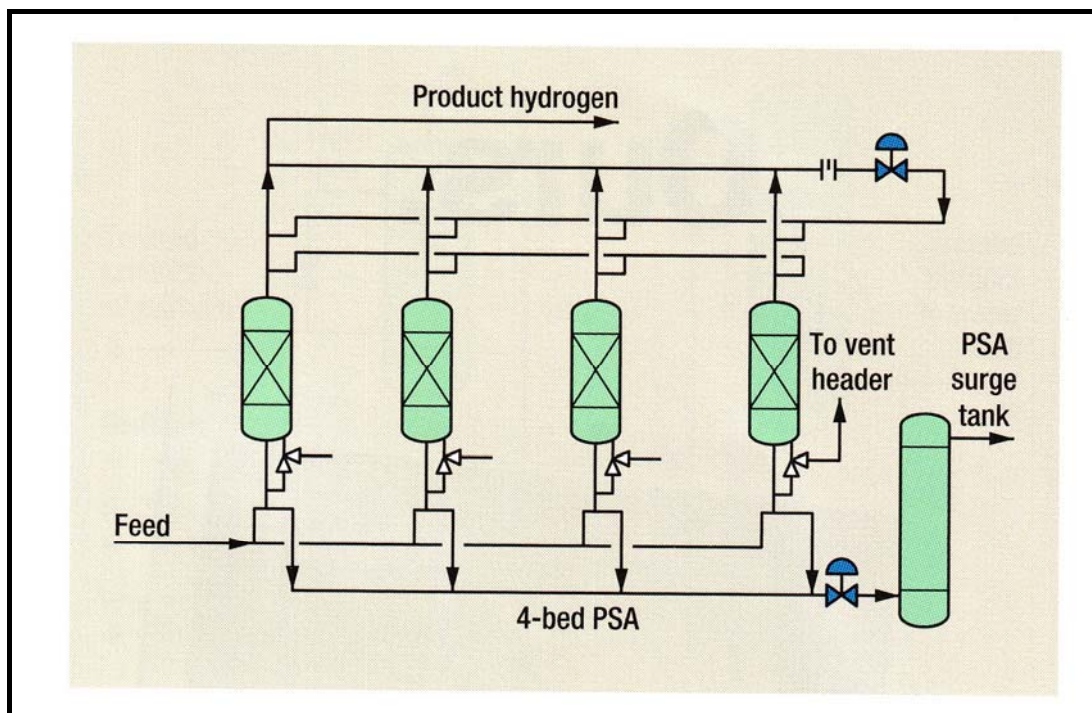 Product hydrogen
To vent
header
PSA
surge
tank
Feed
4-bed PSA